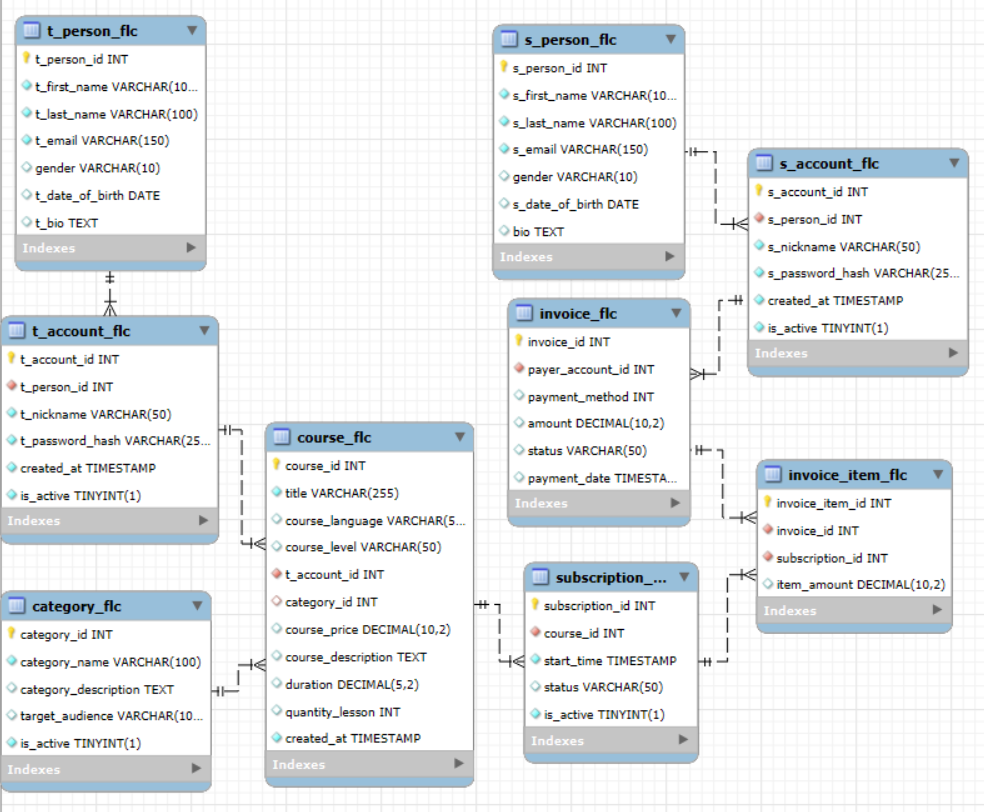 t_person_flc
t_person_id INT
t_first_name VARCHAR(10...
t_last_name VARCHAR(100)
t_email VARCHAR(150)
gender VARCHAR(10)
t_date_of_birth DATE
t_bio TEXT
Indexes
s_person_flc
s_person_id INT
s_first_name VARCHAR(10...
s_last_name VARCHAR(100)
s_email VARCHAR(150)
gender VARCHAR(10)
s_date_of_birth DATE
bio TEXT
Indexes
s_account_flc
s_account_id INT
s_person_id INT
s_nickname VARCHAR(50)
s_password_hash VARCHAR(25...
created_at TIMESTAMP
is_active TINYINT(1)
Indexes
t_account_flc
t_account_id INT
t_person_id INT
t_nickname VARCHAR(50)
t_password_hash VARCHAR(25...
created_at TIMESTAMP
is_active TINYINT(1)
Indexes
invoice_flc
invoice_id INT
payer_account_id INT
payment_method INT
amount DECIMAL(10,2)
status VARCHAR(50)
payment_date TIMESTA...
Indexes
course_flc
course_id INT
title VARCHAR(255)
course_language VARCHAR(5...
course_level VARCHAR(50)
t_account_id INT
category_id INT
course_price DECIMAL(10,2)
course_description TEXT
duration DECIMAL(5,2)
quantity_lesson INT
created_at TIMESTAMP
Indexes
invoice_item_flc
invoice_item_id INT
invoice_id INT
subscription_id INT
item_amount DECIMAL(10,2)
Indexes
category_flc
category_id INT
category_name VARCHAR(100)
category_description TEXT
target_audience VARCHAR(10...
is_active TINYINT(1)
Indexes
subscription_...
subscription_id INT
course_id INT
start_time TIMESTAMP
status VARCHAR(50)
is_active TINYINT(1)
Indexes